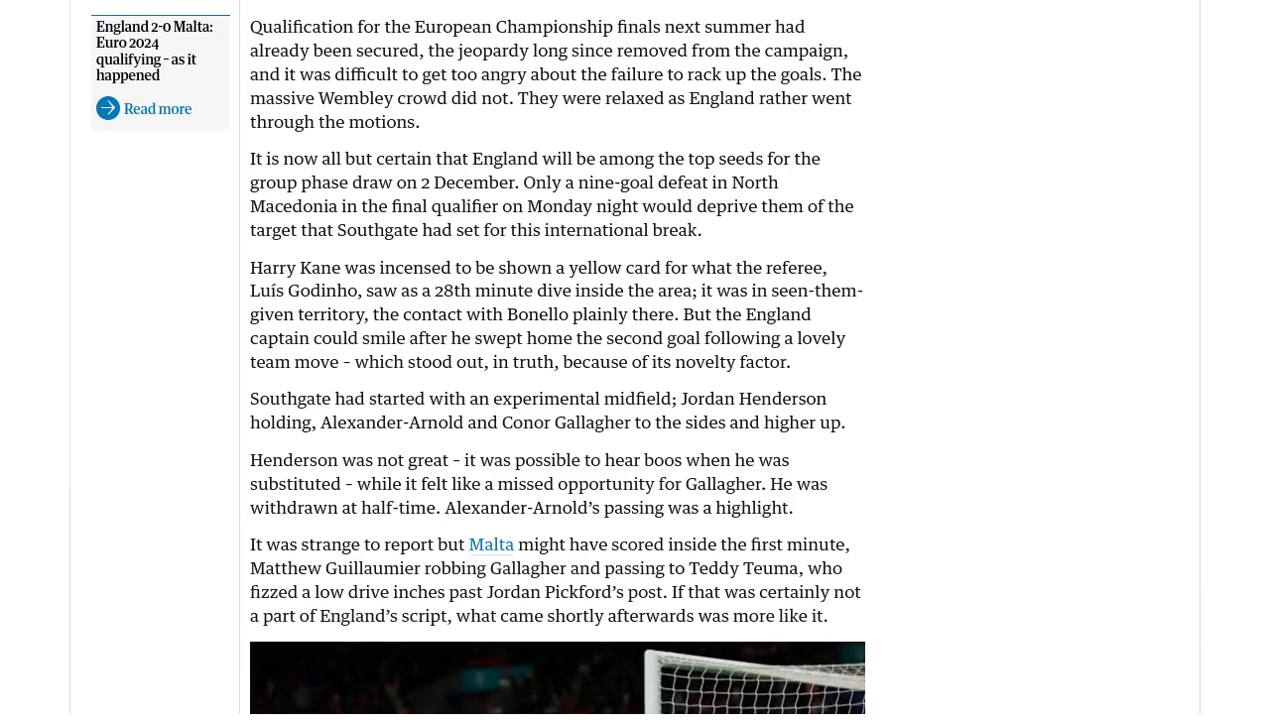 England 2-0 Malta:
Euro 2024
qualifying – as it
happened
Read more
Qualification for the European Championship finals next summer had
already been secured, the jeopardy long since removed from the campaign,
and it was difficult to get too angry about the failure to rack up the goals. The
massive Wembley crowd did not. They were relaxed as England rather went
through the motions.
It is now all but certain that England will be among the top seeds for the
group phase draw on 2 December. Only a nine-goal defeat in North
Macedonia in the final qualifier on Monday night would deprive them of the
target that Southgate had set for this international break.
Harry Kane was incensed to be shown a yellow card for what the referee,
Luís Godinho, saw as a 28th minute dive inside the area; it was in seen-them-
given territory, the contact with Bonello plainly there. But the England
captain could smile after he swept home the second goal following a lovely
team move – which stood out, in truth, because of its novelty factor.
Southgate had started with an experimental midfield; Jordan Henderson
holding, Alexander-Arnold and Conor Gallagher to the sides and higher up.
Henderson was not great – it was possible to hear boos when he was
substituted – while it felt like a missed opportunity for Gallagher. He was
withdrawn at half-time. Alexander-Arnold’s passing was a highlight.
It was strange to report but Malta might have scored inside the first minute,
Matthew Guillaumier robbing Gallagher and passing to Teddy Teuma, who
fizzed a low drive inches past Jordan Pickford’s post. If that was certainly not
a part of England’s script, what came shortly afterwards was more like it.